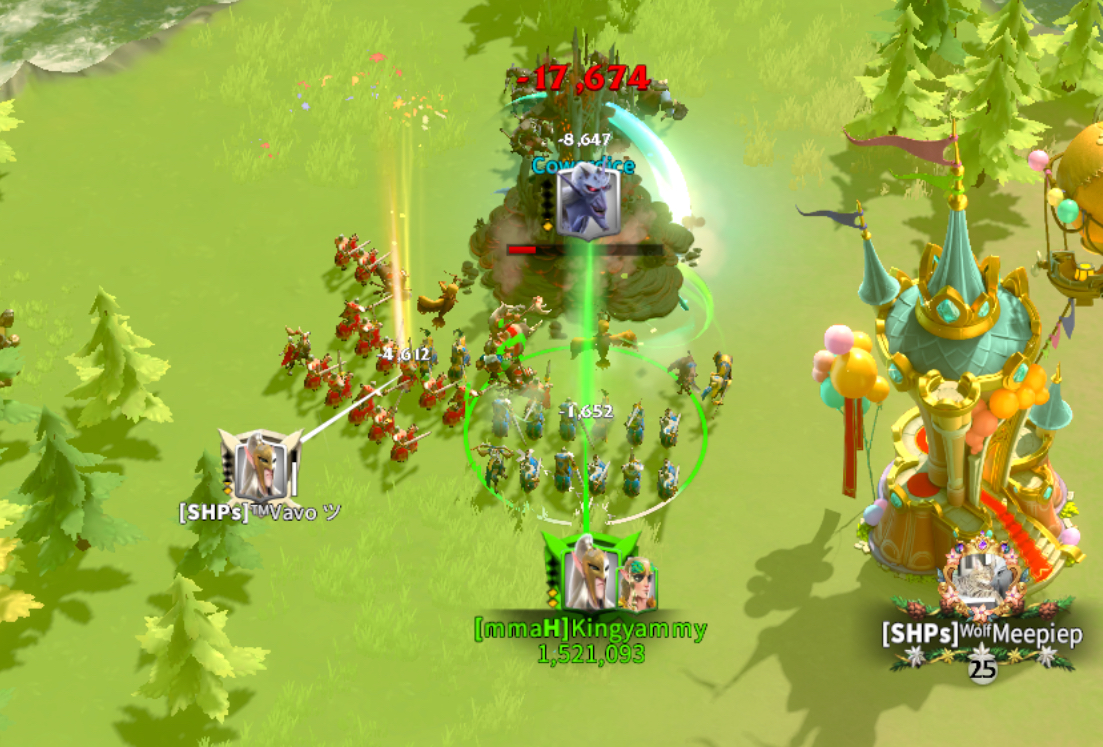 -17,674
-8,647
Cowardice
-4,612
-1,652
[SHPs]™Vavo ツ
[mmaH]Kingyammy
1,521,093
[SHPs]ᵂᵒˡᶠMeepiep
25